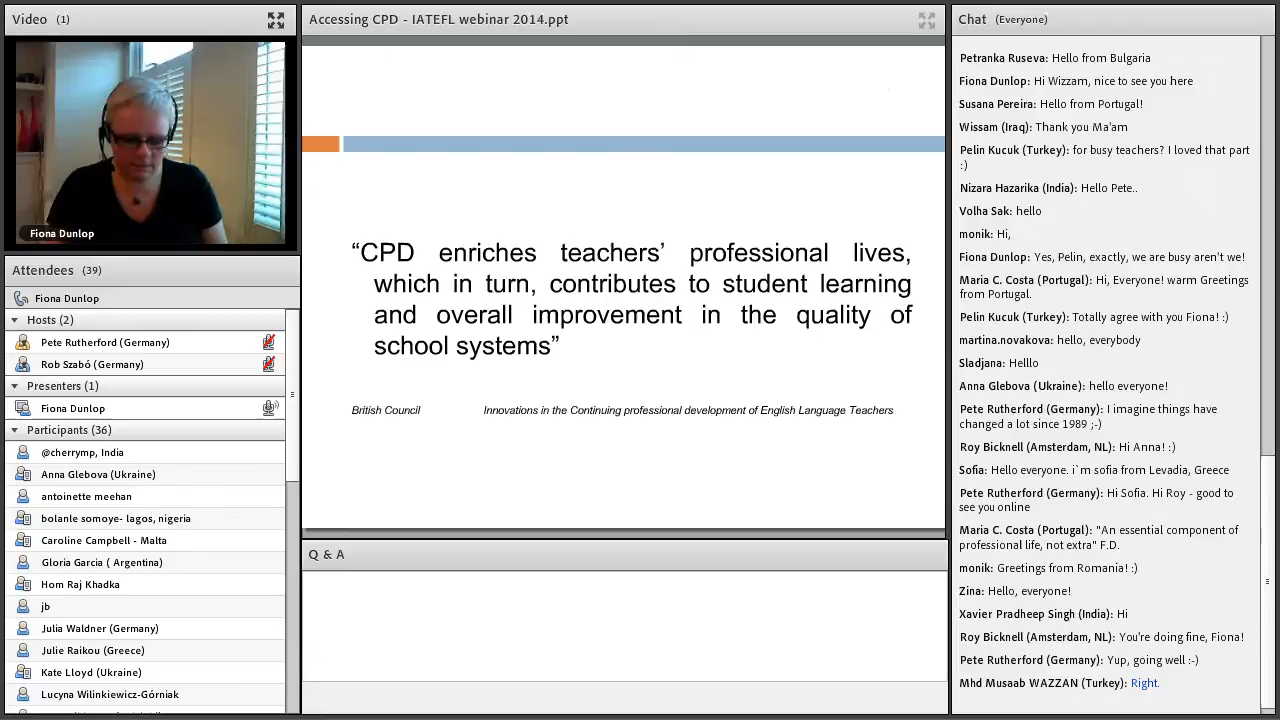 Video (1)
Fiona Dunlop
Attendees (39)
Fiona Dunlop
Hosts (2)
Pete Rutherford (Germany)
Rob Szabó (Germany)
Presenters (1)
Fiona Dunlop
Participants (36)
@cherrymp, India
Anna Glebova (Ukraine)
antoinette meehan
bolanle somoye- lagos, nigeria
Caroline Campbell - Malta
Gloria Garcia ( Argentina)
Hom Raj Khadka
jb
Julia Waldner (Germany)
Julie Raikou (Greece)
Kate Lloyd (Ukraine)
Lucyna Wilinkiewicz-Górniak
Accessing CPD - IATEFL webinar 2014.ppt
“CPD enriches teachers’ professional lives,
which in turn, contributes to student learning
and overall improvement in the quality of
school systems”
British Council Innovations in the Continuing professional development of English Language Teachers
Q & A
Chat (Everyone)
Petranka Ruseva: Hello from Bulgaria
Fiona Dunlop: Hi Wizzam, nice to see you here
Susana Pereira: Hello from Portugal!
Wissam (Iraq): Thank you Ma'am
Pelin Kucuk (Turkey): for busy teachers? I loved that part
:)
Nizara Hazarika (India): Hello Pete..
Volha Sak: hello
monik: Hi,
Fiona Dunlop: Yes, Pelin, exactly, we are busy aren't we!
Maria C. Costa (Portugal): Hi, Everyone! warm Greetings
from Portugal.
Pelin Kucuk (Turkey): Totally agree with you Fiona! :)
martina.novakova: hello, everybody
Sladjana: Helllo
Anna Glebova (Ukraine): hello everyone!
Pete Rutherford (Germany): I imagine things have
changed a lot since 1989 ;-)
Roy Bicknell (Amsterdam, NL): Hi Anna! :)
Sofia: Hello everyone. i`m sofia from Levadia, Greece
Pete Rutherford (Germany): Hi Sofia. Hi Roy - good to
see you online
Maria C. Costa (Portugal): "An essential component of
professional life, not extra" F.D.
monik: Greetings from Romania! :)
Zina: Hello, everyone!
Xavier Pradheep Singh (India): Hi
Roy Bicknell (Amsterdam, NL): You're doing fine, Fiona!
Pete Rutherford (Germany): Yup, going well :-)
Mhd Musaab WAZZAN (Turkey): Right.